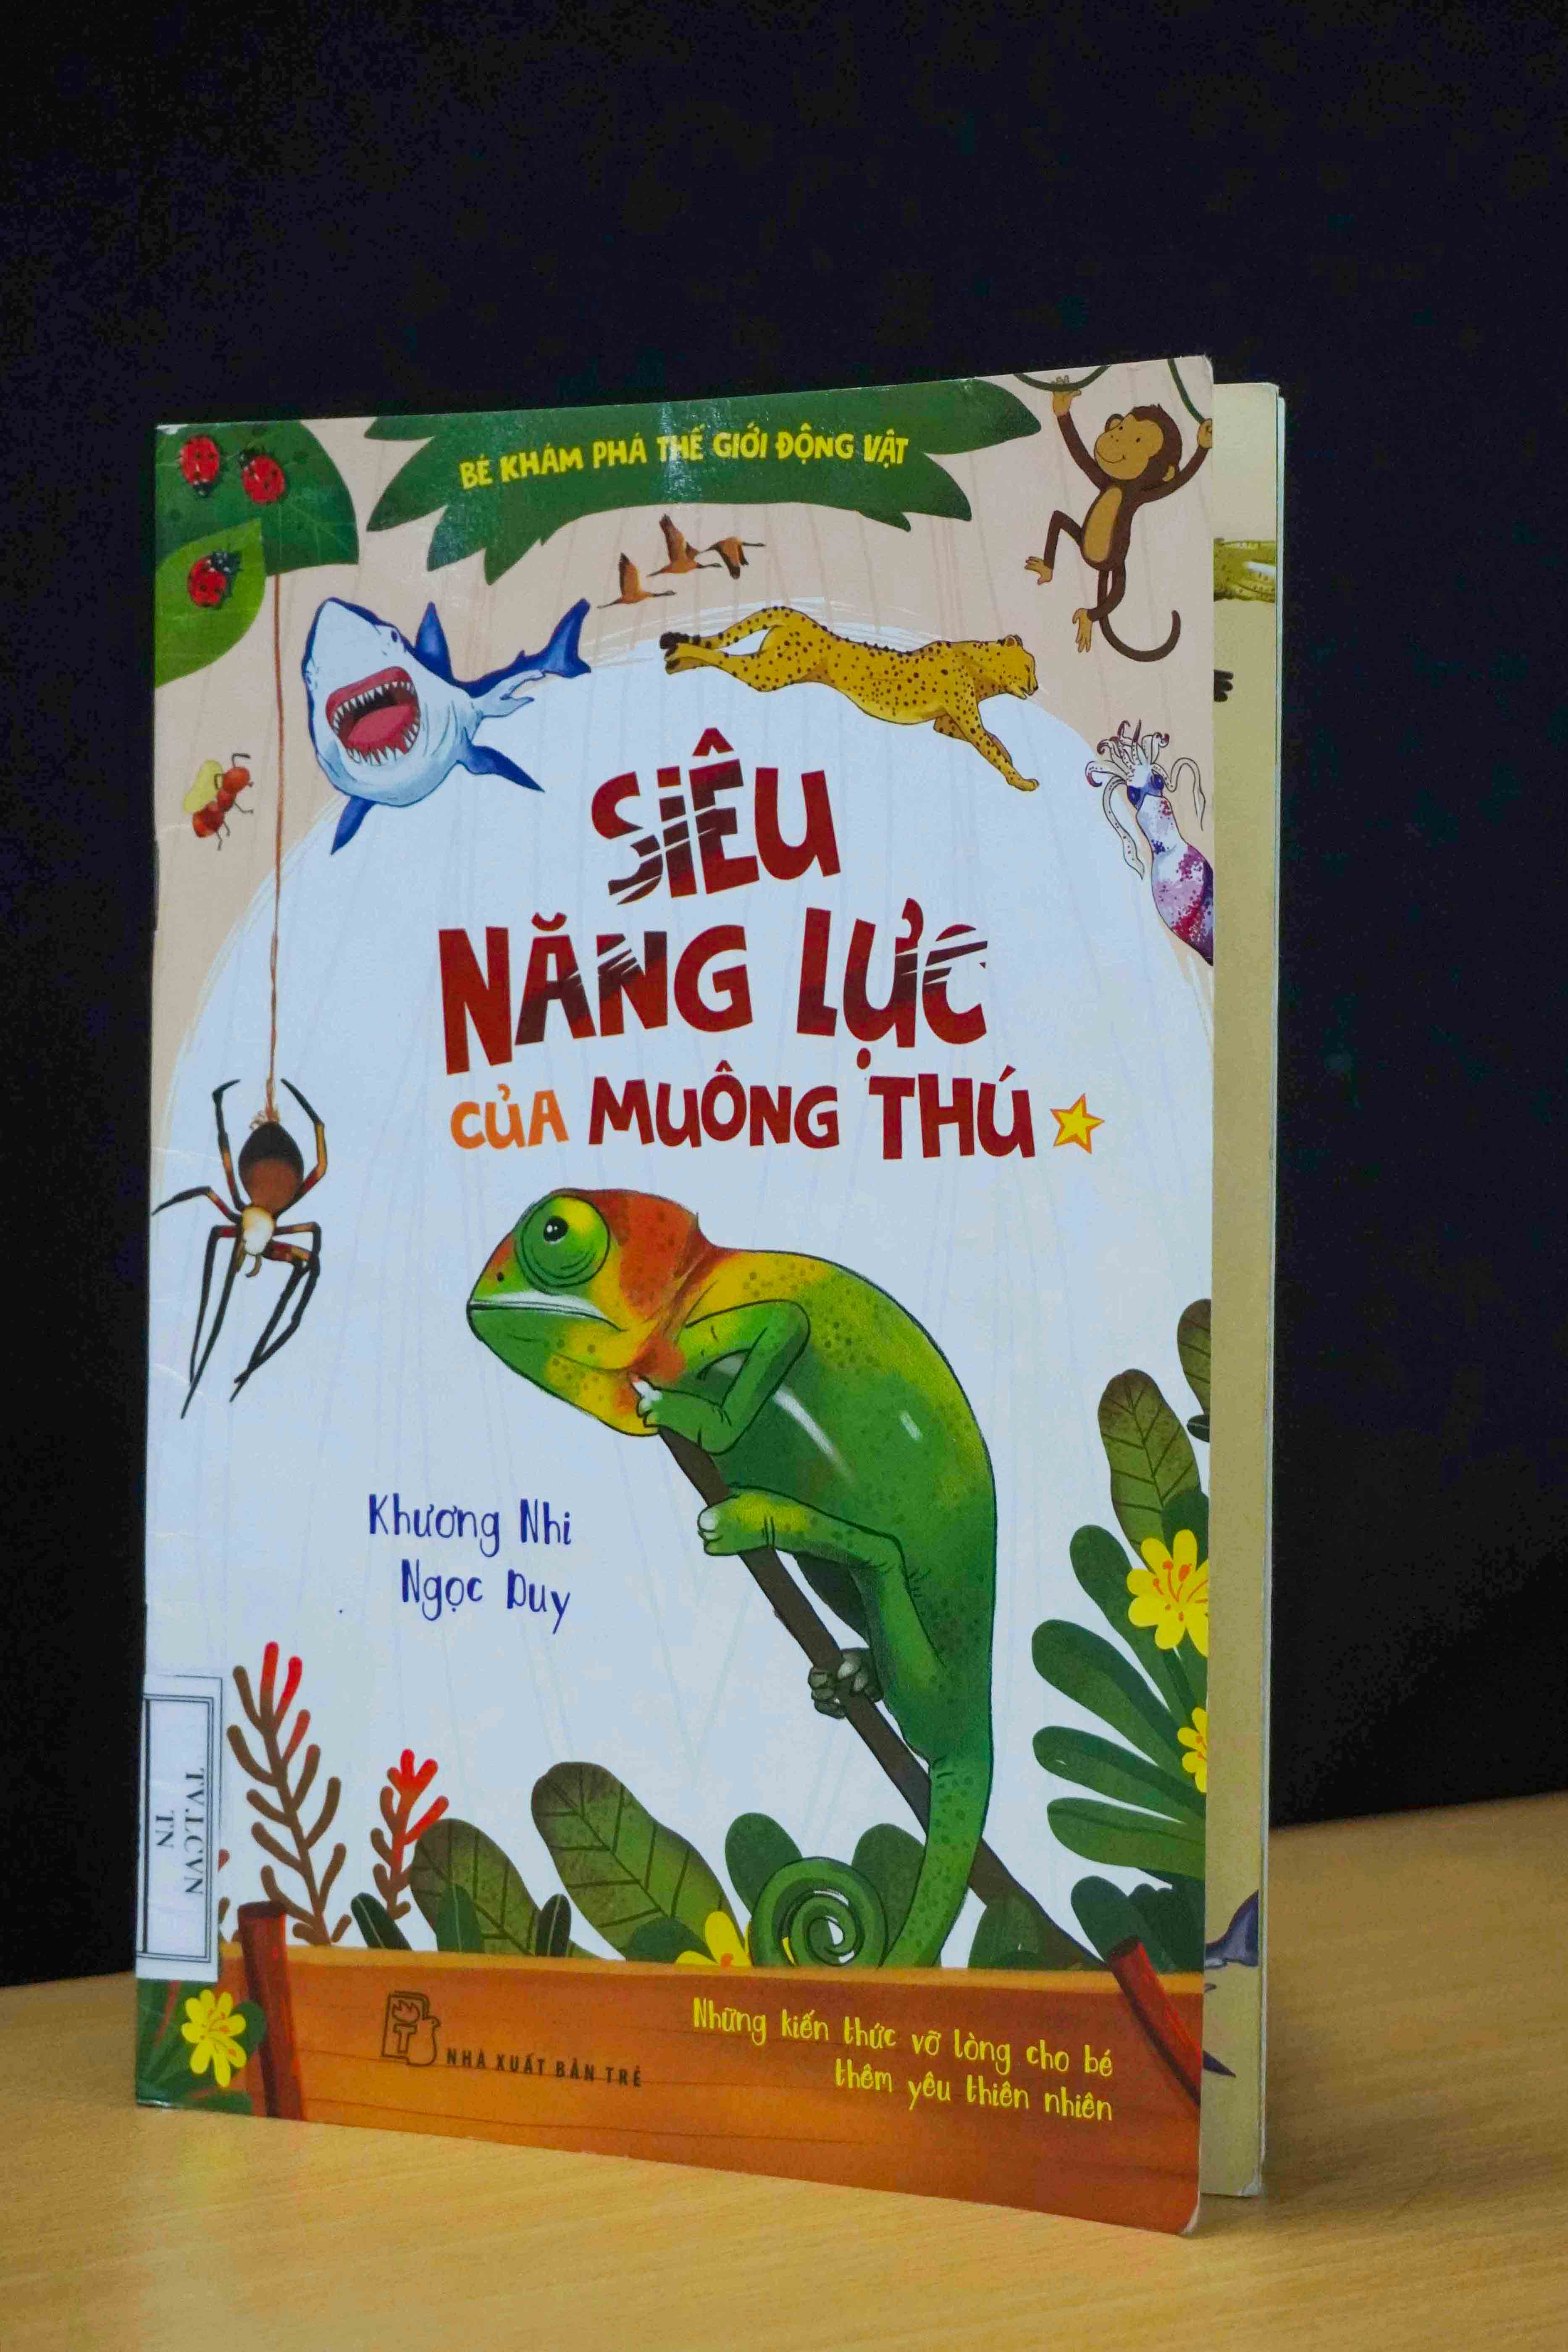 BÉ KHÁM PHÁ THẾ GIỚI ĐỘNG VẬT
SIÊU
NĂNG LỰC
CỦA MUÔNG THÚ
Khương Nhi
Ngọc Duy
TV.LCVN
TN
T
NHÀ XUẤT BẢN TRẺ
Những kiến thức vỡ lòng cho bé
thêm yêu thiên nhiên